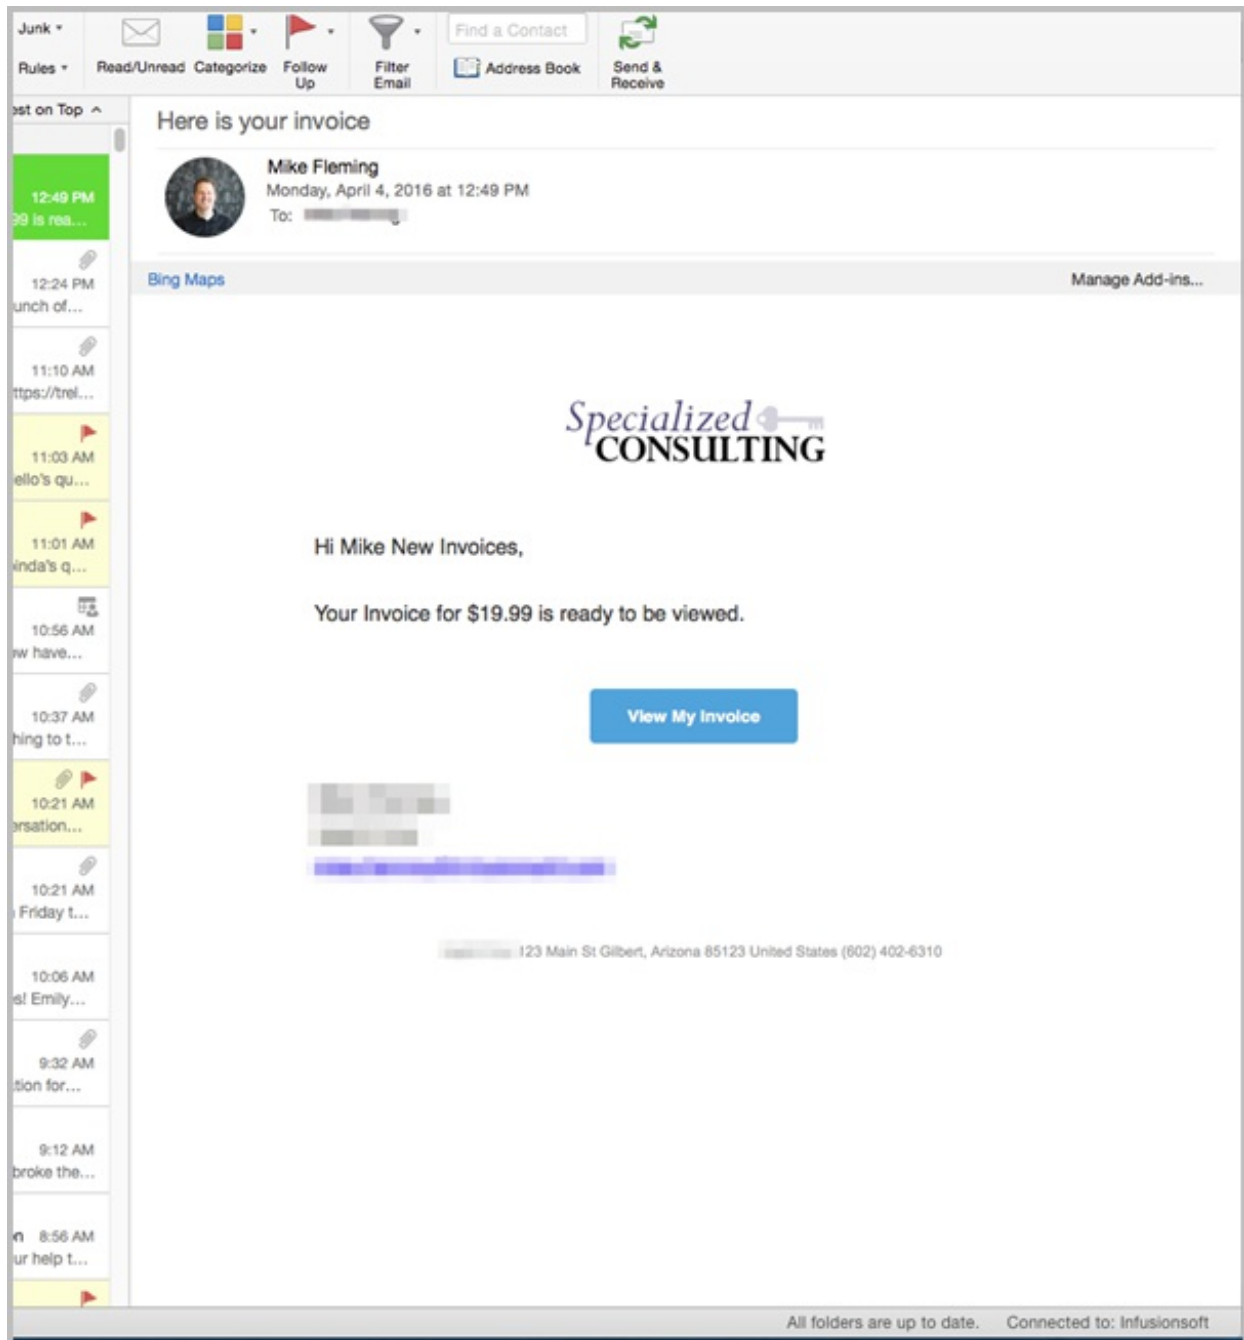 Junk
Rules
Read/Unread
Categorize
Follow
Up
Filter
Email
Find a Contact
Address Book
Send &
Receive
est on Top
12:49 PM
99 is rea...
12:24 PM
unch of...
11:10 AM
ttps://trel...
11:03 AM
ello's qu...
11:01 AM
inda's q...
10:56 AM
ow have...
10:37 AM
hing to t...
10:21 AM
ersation...
10:21 AM
Friday t...
10:06 AM
s! Emily...
9:32 AM
tion for...
9:12 AM
broke the...
n 8:56 AM
ur help t...
Here is your invoice
Mike Fleming
Monday, April 4, 2016 at 12:49 PM
To:
Bing Maps
Manage Add-ins...
Specialized
CONSULTING
Hi Mike New Invoices,
Your Invoice for $19.99 is ready to be viewed.
View My Invoice
123 Main St Gilbert, Arizona 85123 United States (602) 402-6310
All folders are up to date. Connected to: Infusionsoft